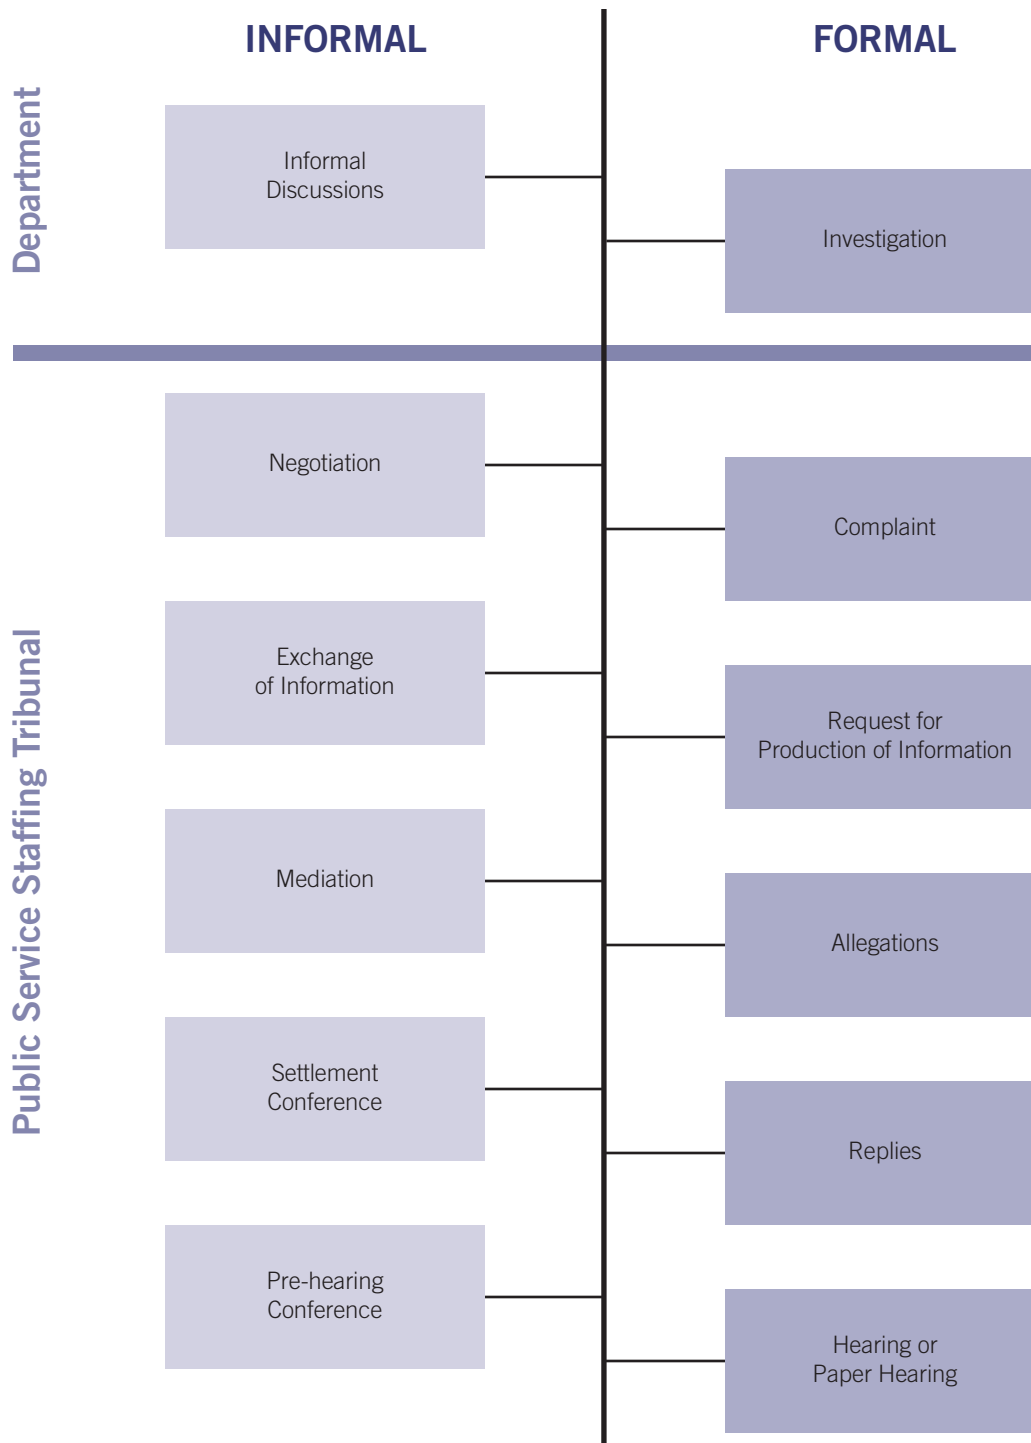 INFORMAL
FORMAL
Department
Informal
Discussions
Investigation
Public Service Staffing Tribunal
Negotiation
Complaint
Exchange
of Information
Request for
Production of Information
Mediation
Allegations
Settlement
Conference
Replies
Pre-hearing
Conference
Hearing or
Paper Hearing